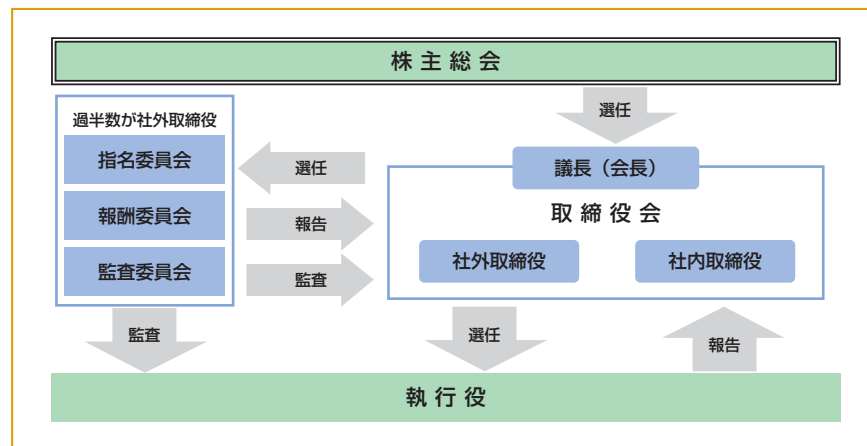 株主総会
選任
過半数が社外取締役
指名委員会
報酬委員会
監査委員会
選任
報告
監査
議長（会長）
取締役会
社外取締役
社内取締役
監査
選任
報告
執行役